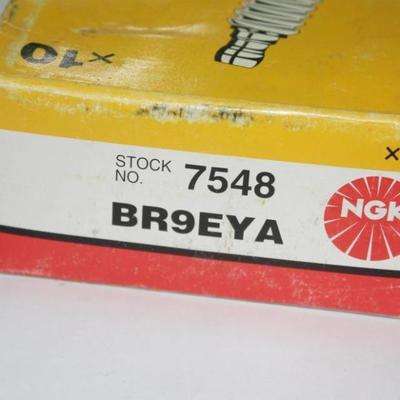 x10
STOCK NO. 7548
BR9EYA
NGK
x